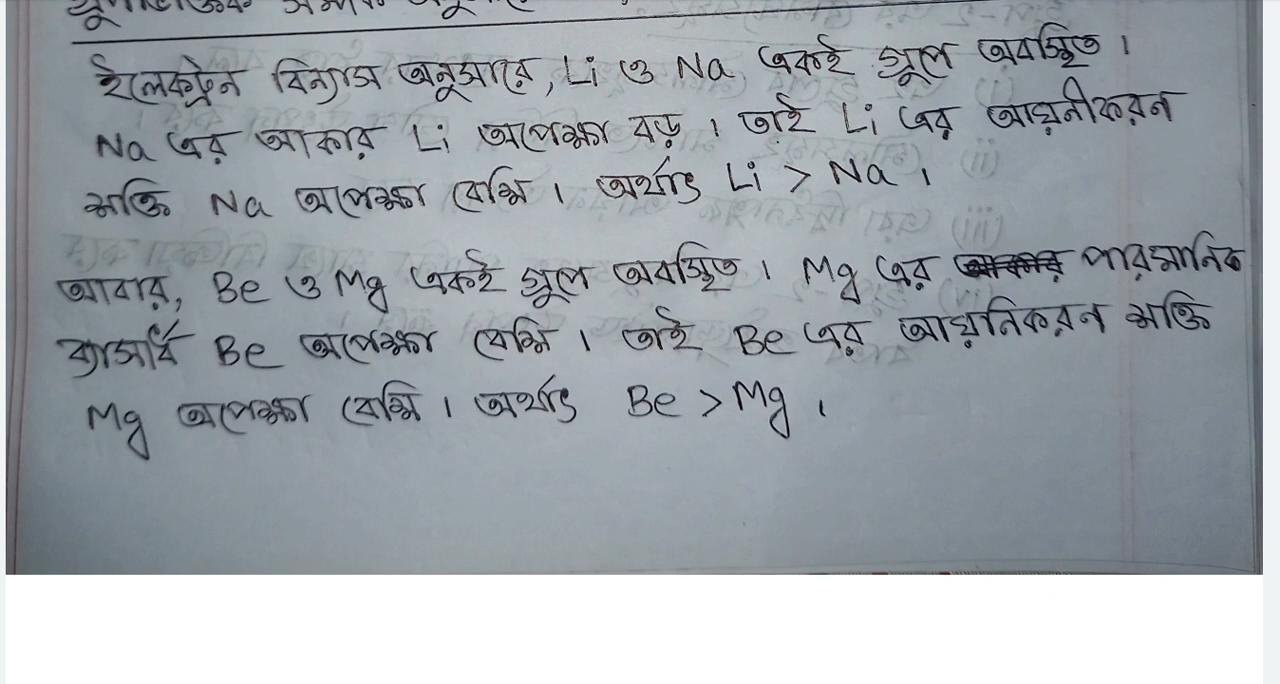 ইলেকট্রন বিন্যাস অনুসারে, Li ও Na একই গ্রুপে অবস্থিত।
Na এর আকার Li অপেক্ষা বড়। তাই Li এর আয়নীকরন
শক্তি Na অপেক্ষা বেশি। অর্থাৎ Li > Na।
আবার, Be ও Mg একই গ্রুপে অবস্থিত। Mg এর পারমানবিক
ব্যাসার্ধ Be অপেক্ষা বেশি। তাই Be এর আয়নিকরন শক্তি
Mg অপেক্ষা বেশি। অর্থাৎ Be > Mg।